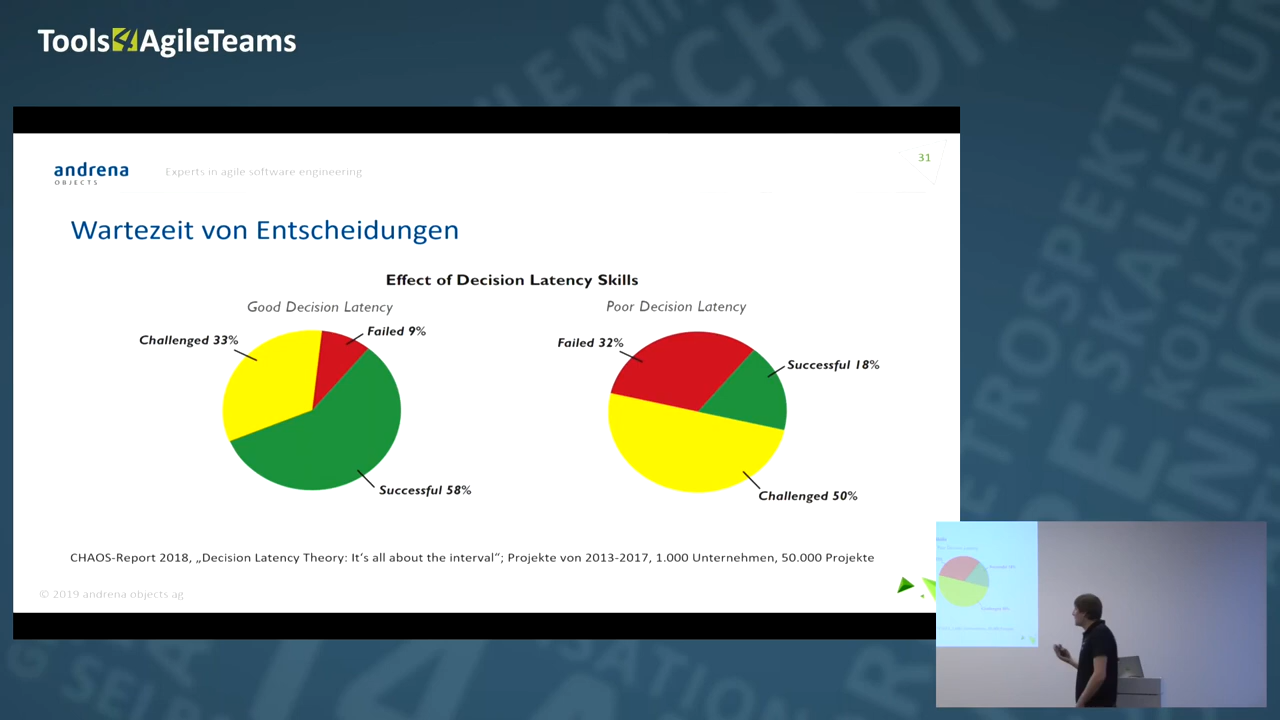 Tools4AgileTeams
andrena
OBJECTS
Experts in agile software engineering
31
Wartezeit von Entscheidungen
Effect of Decision Latency Skills
Good Decision Latency
Poor Decision Latency
Challenged 33%
Failed 9%
Successful 58%
Failed 32%
Successful 18%
Challenged 50%
CHAOS-Report 2018, „Decision Latency Theory: It's all about the interval“; Projekte von 2013-2017, 1.000 Unternehmen, 50.000 Projekte
© 2019 andrena objects ag